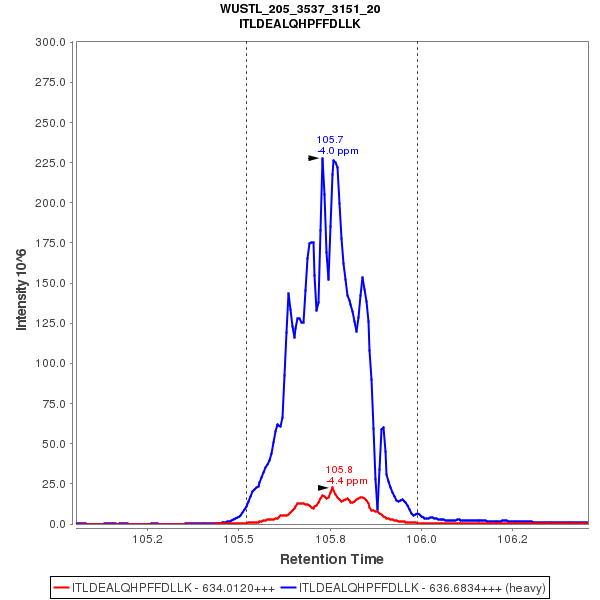 WUSTL_205_3537_3151_20
ITLDEALQHPFFDLLK
300.0
275.0
250.0
225.0
200.0
175.0
150.0
125.0
100.0
75.0
50.0
25.0
0.0
Intensity 10^6
105.7
-4.0 ppm
105.8
-4.4 ppm
105.2
105.5
105.8
106.0
106.2
Retention Time
ITLDEALQHPFFDLLK - 634.0120+++
ITLDEALQHPFFDLLK - 636.6834+++ (heavy)